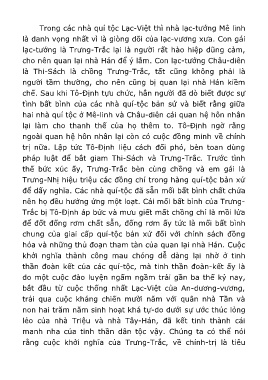 Trong các nhà quí tộc Lạc-Việt thì nhà lạc-tướng Mê linh
là danh vọng nhất vì là giòng dõi của lạc-vương xưa. Con gái
lạc-tướng là Trưng-Trắc lại là người rất hào hiệp dũng cảm,
cho nên quan lại nhà Hán để ý lắm. Con lạc-tướng Châu-diên
là Thi-Sách là chồng Trưng-Trắc, tất cũng không phải là
người tầm thường, cho nên cũng bị quan lại nhà Hán kiềm
chế. Sau khi Tô-Định tựu chức, hắn người đã dò biết được sự
tình bất bình của các nhà quí-tộc bản sứ và biết rằng giữa
hai nhà quí tộc ở Mê-linh và Châu-diên cái quan hệ hôn nhân
lại làm cho thanh thế của họ thêm to. Tô-Định ngờ rằng
ngoài quan hệ hôn nhân lại còn có cuộc đồng minh về chính
trị nữa. Lập tức Tô-Định liệu cách đối phó, bèn toan dùng
pháp luật để bắt giam Thi-Sách và Trưng-Trắc. Trước tình
thế bức xúc ấy, Trưng-Trắc bèn cùng chồng và em gái là
Trưng-Nhị hiệu triệu các đồng chí trong hàng quí-tộc bản xứ
để dấy nghĩa. Các nhà quí-tộc đã sẵn mối bất bình chất chứa
nên họ đều hưởng ứng một loạt. Cái mối bất bình của Trưng-
Trắc bị Tô-Định áp bức và mưu giết mất chồng chỉ là mồi lửa
để đốt đống rơm chất sẵn, đống rơm ấy tức là mối bất bình
chung của giai cấp quí-tộc bản xứ đối với chính sách đồng
hóa và những thủ đoạn tham tàn của quan lại nhà Hán. Cuộc
khởi nghĩa thành công mau chóng dễ dàng lại nhờ ở tinh
thần đoàn kết của các quí-tộc, mà tinh thần đoàn-kết ấy là
do một cuộc đào luyện ngấm ngầm trải gần ba thế kỷ nay,
bắt đầu từ cuộc thống nhất Lạc-Việt của An-dương-vương,
trải qua cuộc kháng chiến mười năm với quân nhà Tần và
non hai trăm năm sinh hoạt khá tự-do dưới sự ước thúc lỏng
lẻo của nhà Triệu và nhà Tây-Hán, đã kết tinh thành cái
manh nha của tinh thần dân tộc vậy. Chúng ta có thể nói
rằng cuộc khởi nghĩa của Trưng-Trắc, về chính-trị là tiêu